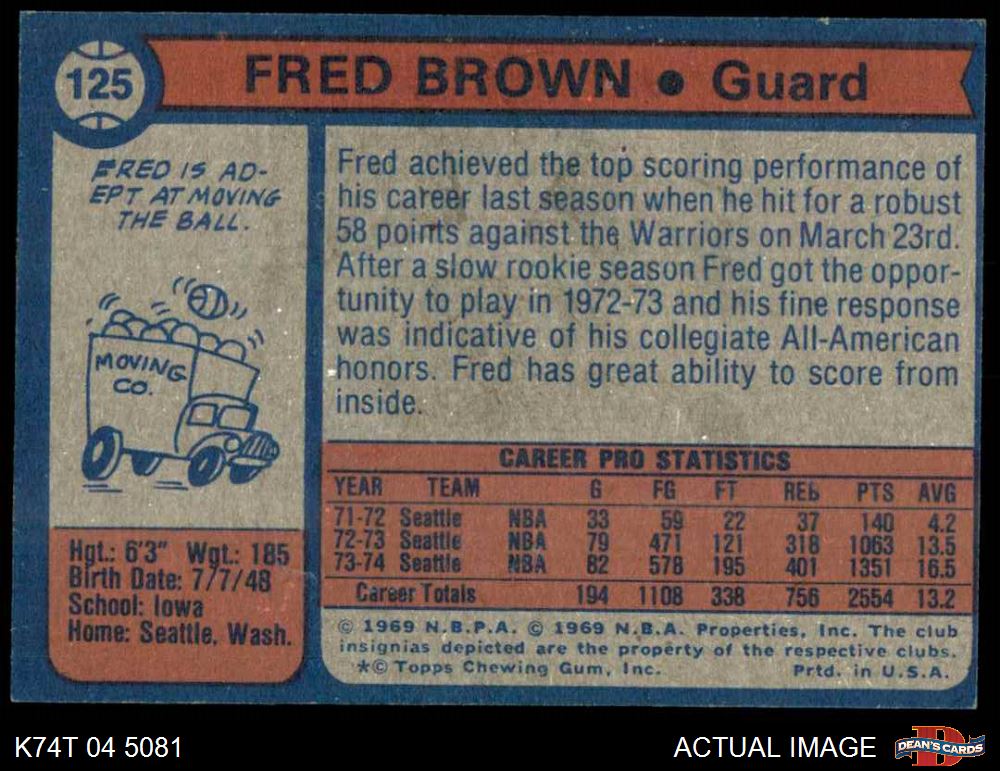 125
FRED BROWN • Guard
FRED IS AD-
EPT AT MOVING
THE BALL.
MOVING
CO.
Hgt.: 6'3" Wgt.: 185
Birth Date: 7/7/48
School: Iowa
Home: Seattle, Wash.
Fred achieved the top scoring performance of
his career last season when he hit for a robust
58 points against the Warriors on March 23rd.
After a slow rookie season Fred got the oppor-
tunity to play in 1972-73 and his fine response
was indicative of his collegiate All-American
honors. Fred has great ability to score from
inside.
CAREER PRO STATISTICS
YEAR TEAM G FG FT REB PTS AVG
71-72 Seattle NBA 33 59 22 37 140 4.2
72-73 Seattle NBA 79 471 121 318 1063 13.5
73-74 Seattle NBA 82 578 195 401 1351 16.5
Career Totals 194 1108 338 756 2554 13.2
© 1969 N.B.P.A. © 1969 N.B.A. Properties, Inc. The club
insignias depicted are the property of the respective clubs.
*© Topps Chewing Gum, Inc. Prtd. in U.S.A.
K74T 04 5081
ACTUAL IMAGE
D
DEAN'S CARDS